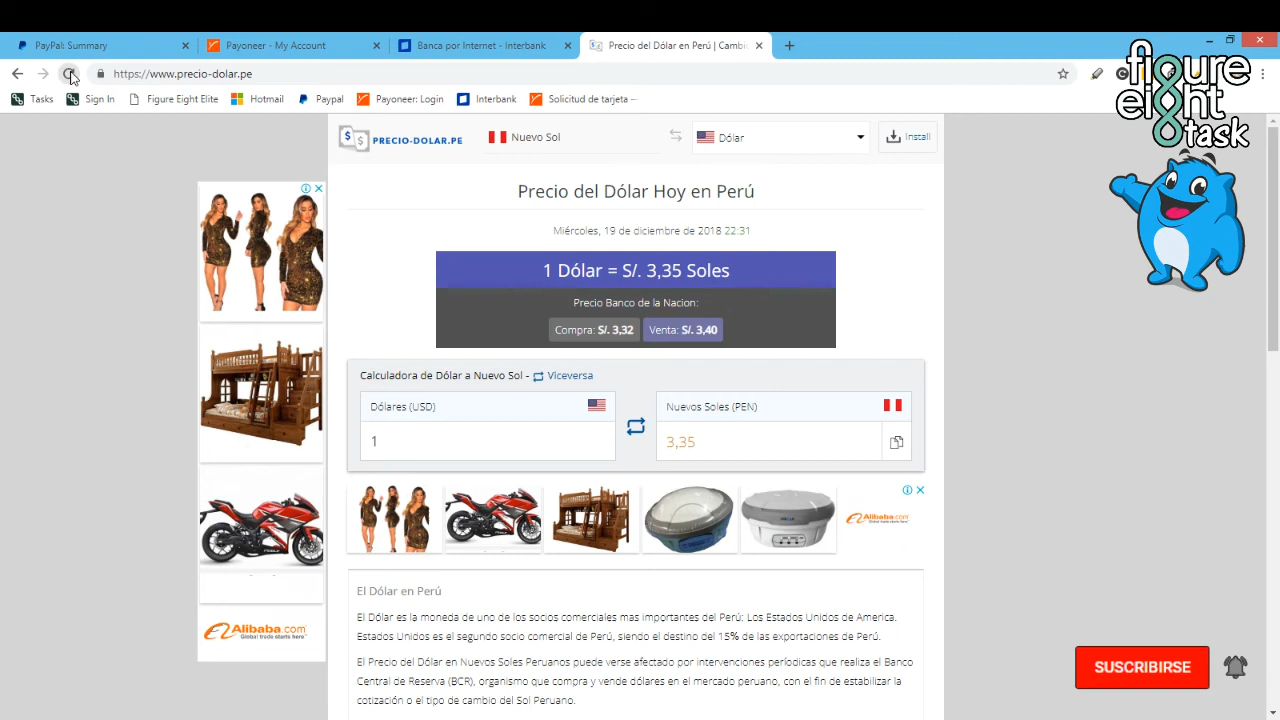 PayPal: Summary
Payoneer - My Account
Banca por Internet - Interbank
Precio del Dólar en Perú | Cambi
https://www.precio-dolar.pe
Tasks
Sign In
Figure Eight Elite
Hotmail
Paypal
Payoneer: Login
Interbank
Solicitud de tarjeta –
figure
eight
task
PRECIO-DOLAR.PE
Nuevo Sol
Dólar
Install
Precio del Dólar Hoy en Perú
Miércoles, 19 de diciembre de 2018 22:31
1 Dólar = S/. 3,35 Soles
Precio Banco de la Nacion:
Compra: S/. 3,32
Venta: S/. 3,40
Calculadora de Dólar a Nuevo Sol - Viceversa
Dólares (USD)
Nuevos Soles (PEN)
1
3,35
Alibaba.com
Alibaba.com
Global trade starts here™
El Dólar en Perú
El Dólar es la moneda de uno de los socios comerciales mas importantes del Perú: Los Estados Unidos de America.
Estados Unidos es el segundo socio comercial de Perú, siendo el destino del 15% de las exportaciones de Perú.
El Precio del Dólar en Nuevos Soles Peruanos puede verse afectado por intervenciones períodicas que realiza el Banco
Central de Reserva (BCR), organismo que compra y vende dólares en el mercado peruano, con el fin de estabilizar la
cotización o el tipo de cambio del Sol Peruano.
SUSCRIBIRSE